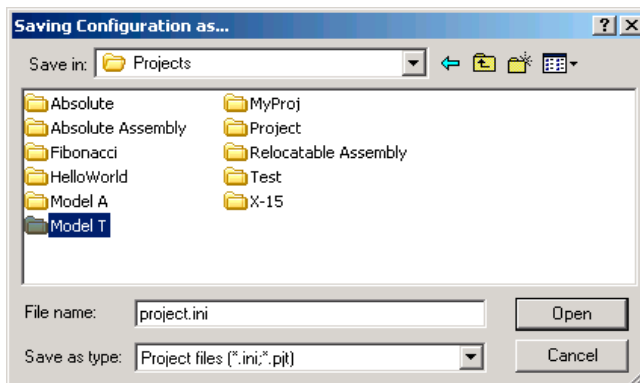 Saving Configuration as...
Save in: Projects
Absolute
Absolute Assembly
Fibonacci
HelloWorld
Model A
Model T
MyProj
Project
Relocatable Assembly
Test
X-15
File name: project.ini Open
Save as type: Project files (*.ini;*.pjt) Cancel